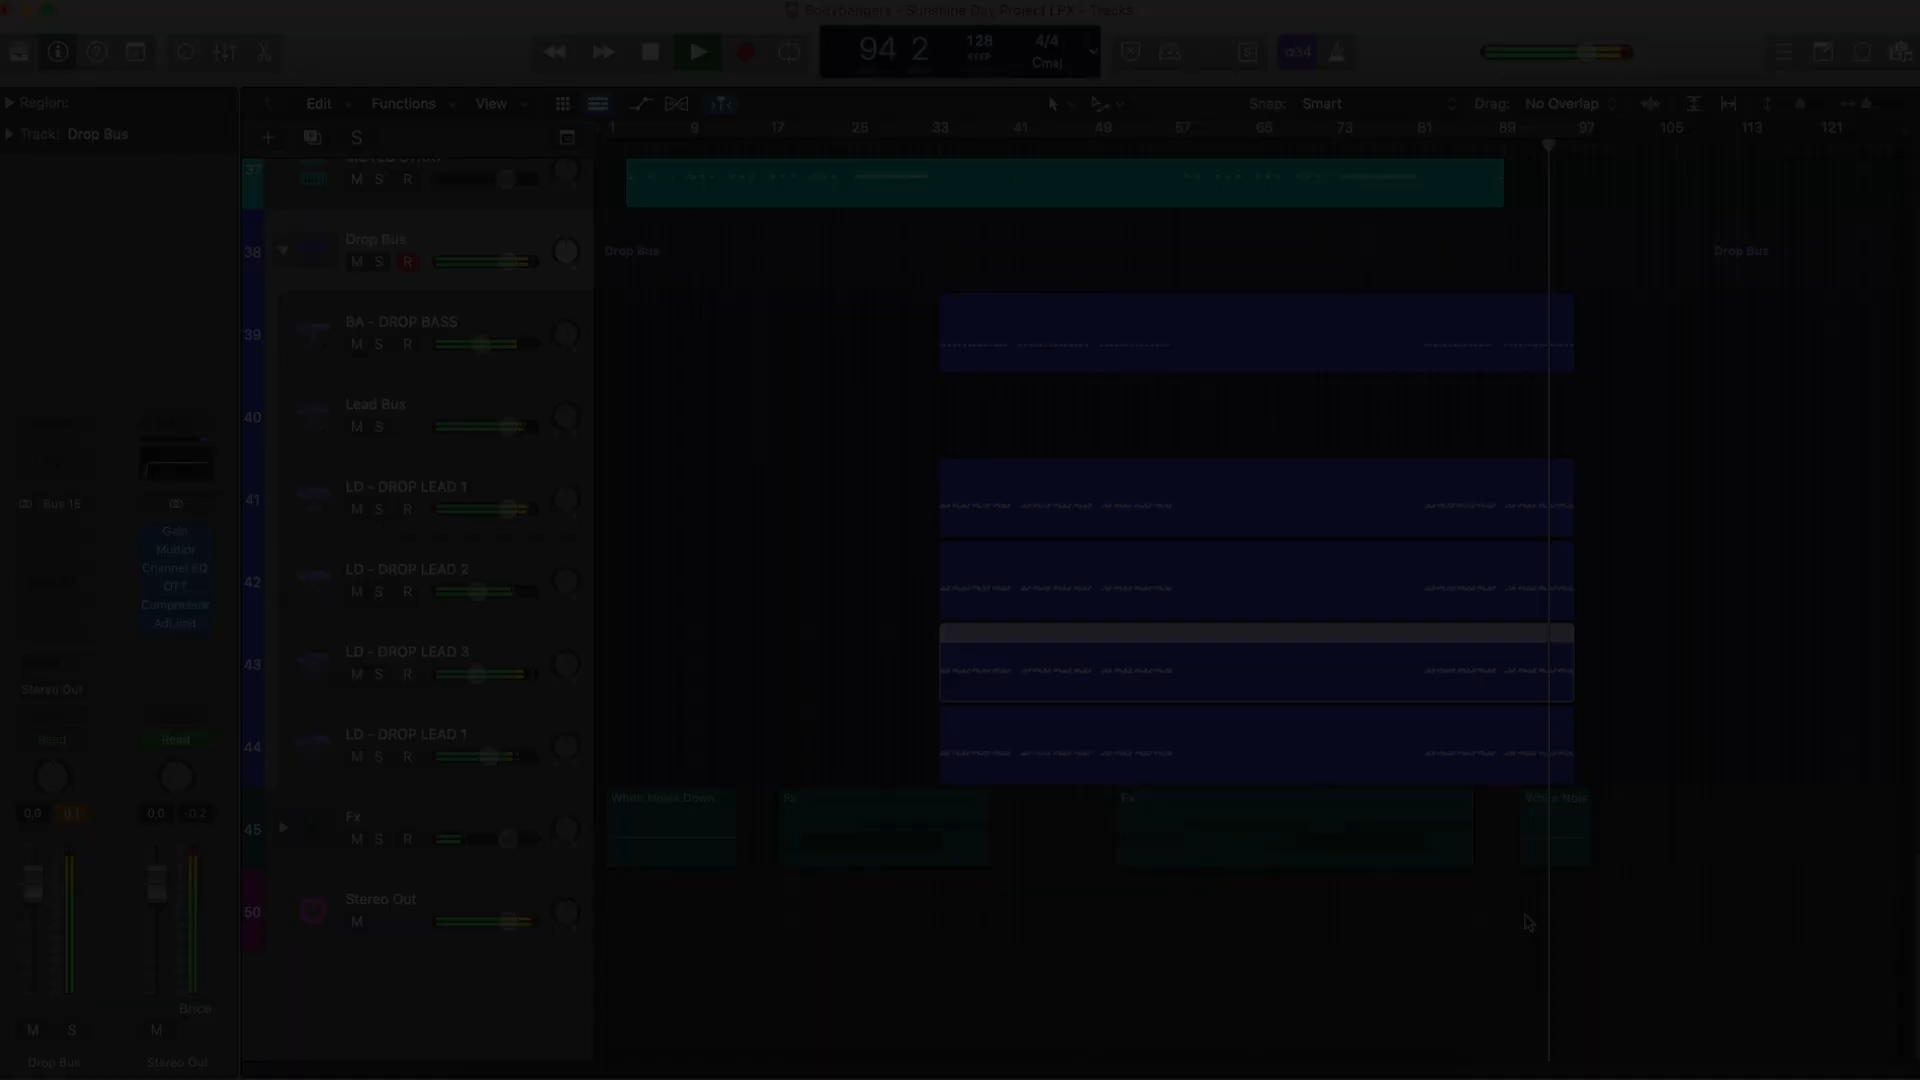 Bodybangers - Sunshine Day Project LPX - Tracks
94 2
128
KEEP
4/4
Cmaj
1234
Region:
Track: Drop Bus
Edit
Functions
View
Snap: Smart
Drag: No Overlap
S
1 9 17 25 33 41 49 57 65 73 81 89 97 105 113 121
37
M S R
38
Drop Bus
M S R
Drop Bus
Drop Bus
39
BA - DROP BASS
M S R
40
Lead Bus
M S
41
LD - DROP LEAD 1
M S R
42
LD - DROP LEAD 2
M S R
43
LD - DROP LEAD 3
M S R
44
LD - DROP LEAD 1
M S R
45
Fx
M S R
White Noise Down
Fx
Fx
White Nois
50
Stereo Out
M
Bus 15
Gain
Multipr
Channel EQ
OTT
Compressor
AdLimit
Stereo Out
Read
Read
0,0 0.1
0,0 -0.2
Bnce
M S
M
Drop Bus
Stereo Out